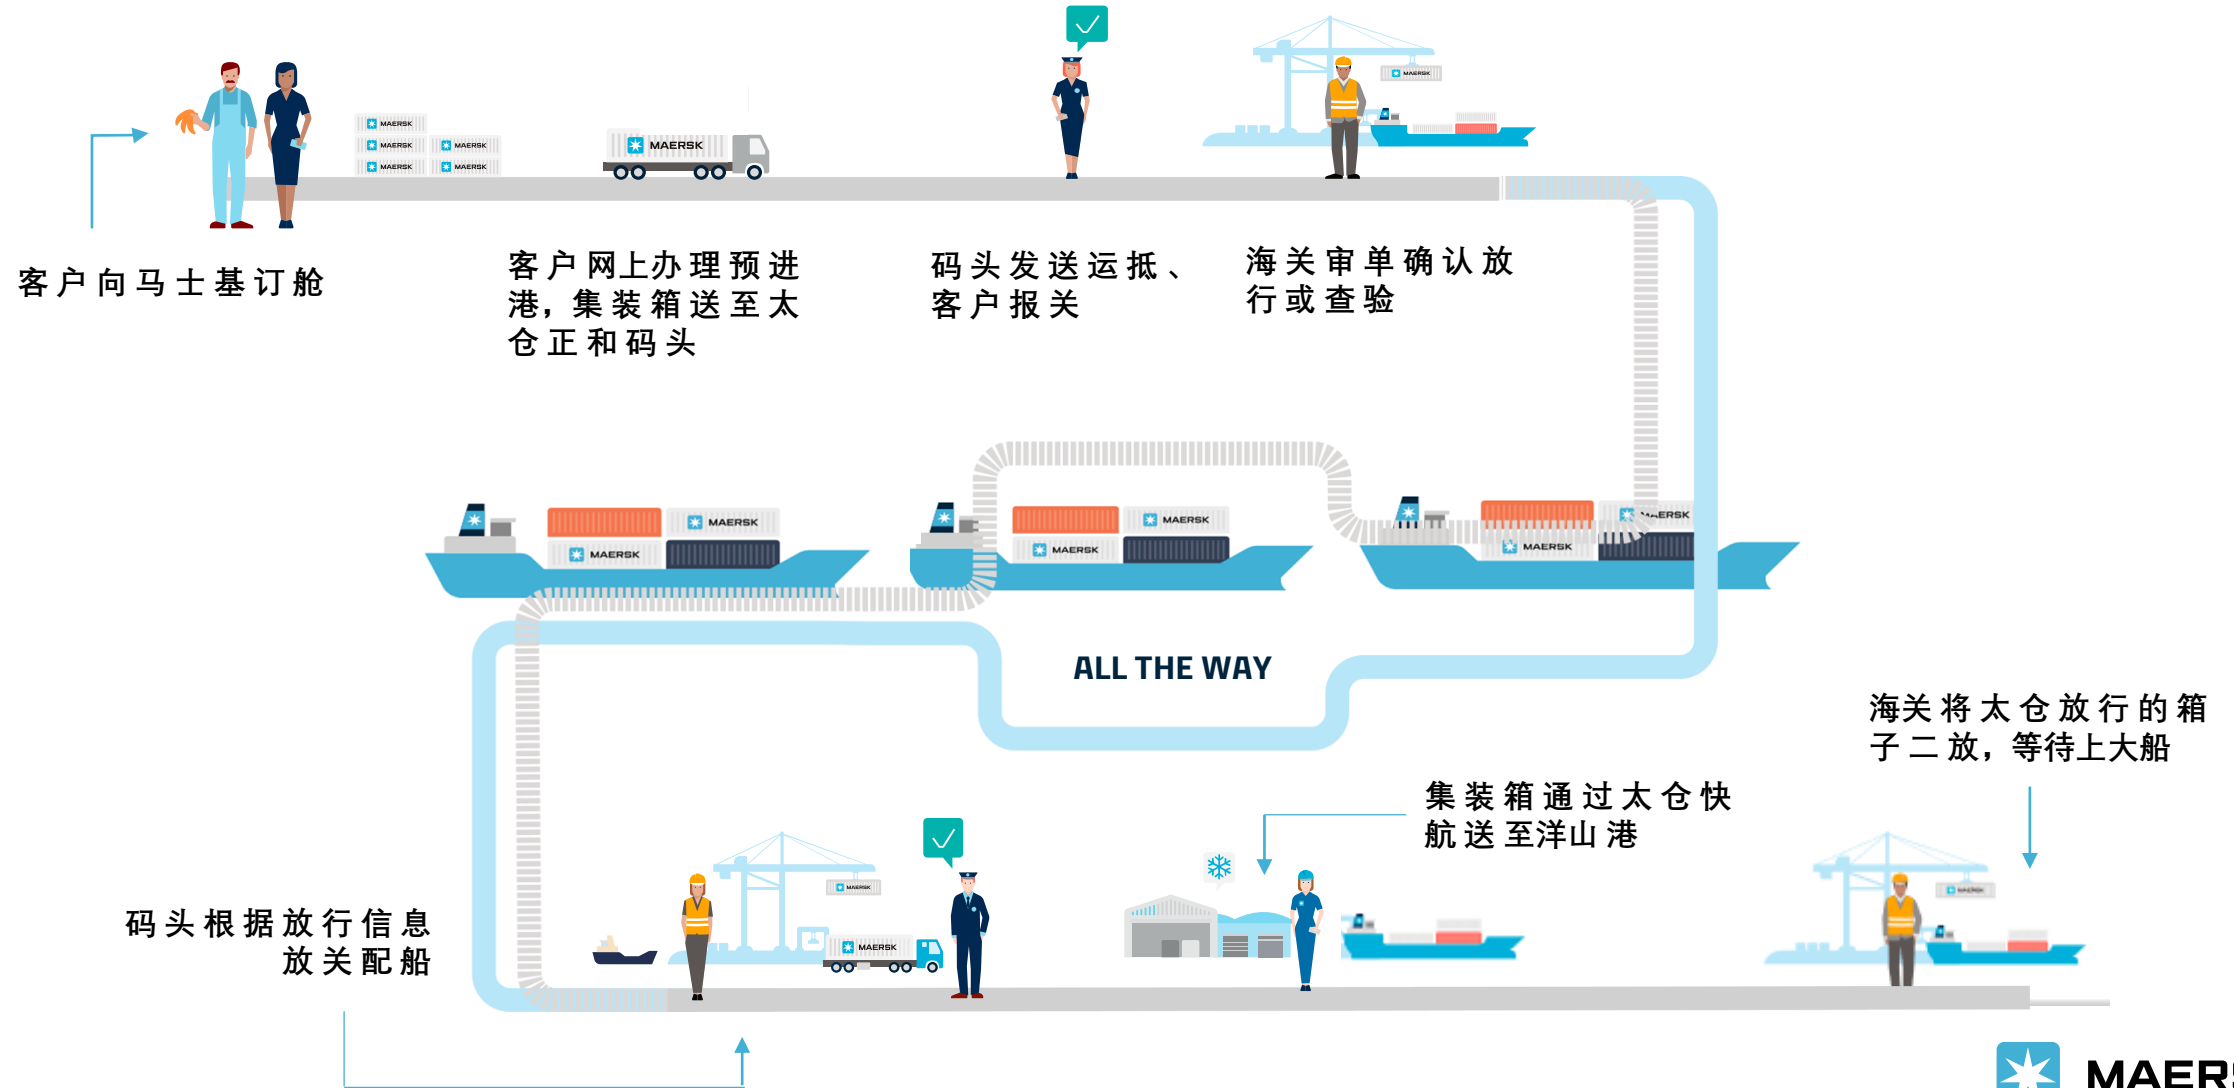 MAERSK
MAERSK
MAERSK
MAERSK
MAERSK
MAERSK
MAERSK
客户向马士基订舱
客户网上办理预进
港，集装箱送至太
仓正和码头
码头发送运抵、
客户报关
海关审单确认放
行或查验
MAERSK
MAERSK
MAERSK
MAERSK
MAERSK
MAERSK
ALL THE WAY
海关将太仓放行的箱
子二放，等待上大船
集装箱通过太仓快
航送至洋山港
MAERSK
MAERSK
MAERSK
码头根据放行信息
放关配船
MAERS